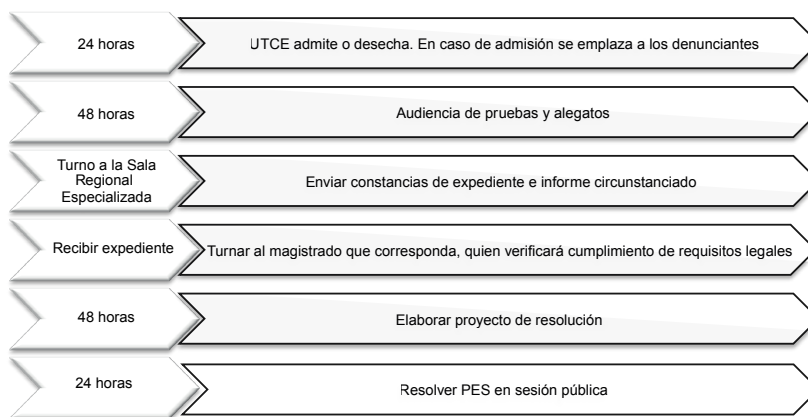 24 horas
UTCE admite o desecha. En caso de admisión se emplaza a los denunciantes
48 horas
Audiencia de pruebas y alegatos
Turno a la Sala
Regional
Especializada
Enviar constancias de expediente e informe circunstanciado
Recibir expediente
Turnar al magistrado que corresponda, quien verificará cumplimiento de requisitos legales
48 horas
Elaborar proyecto de resolución
24 horas
Resolver PES en sesión pública